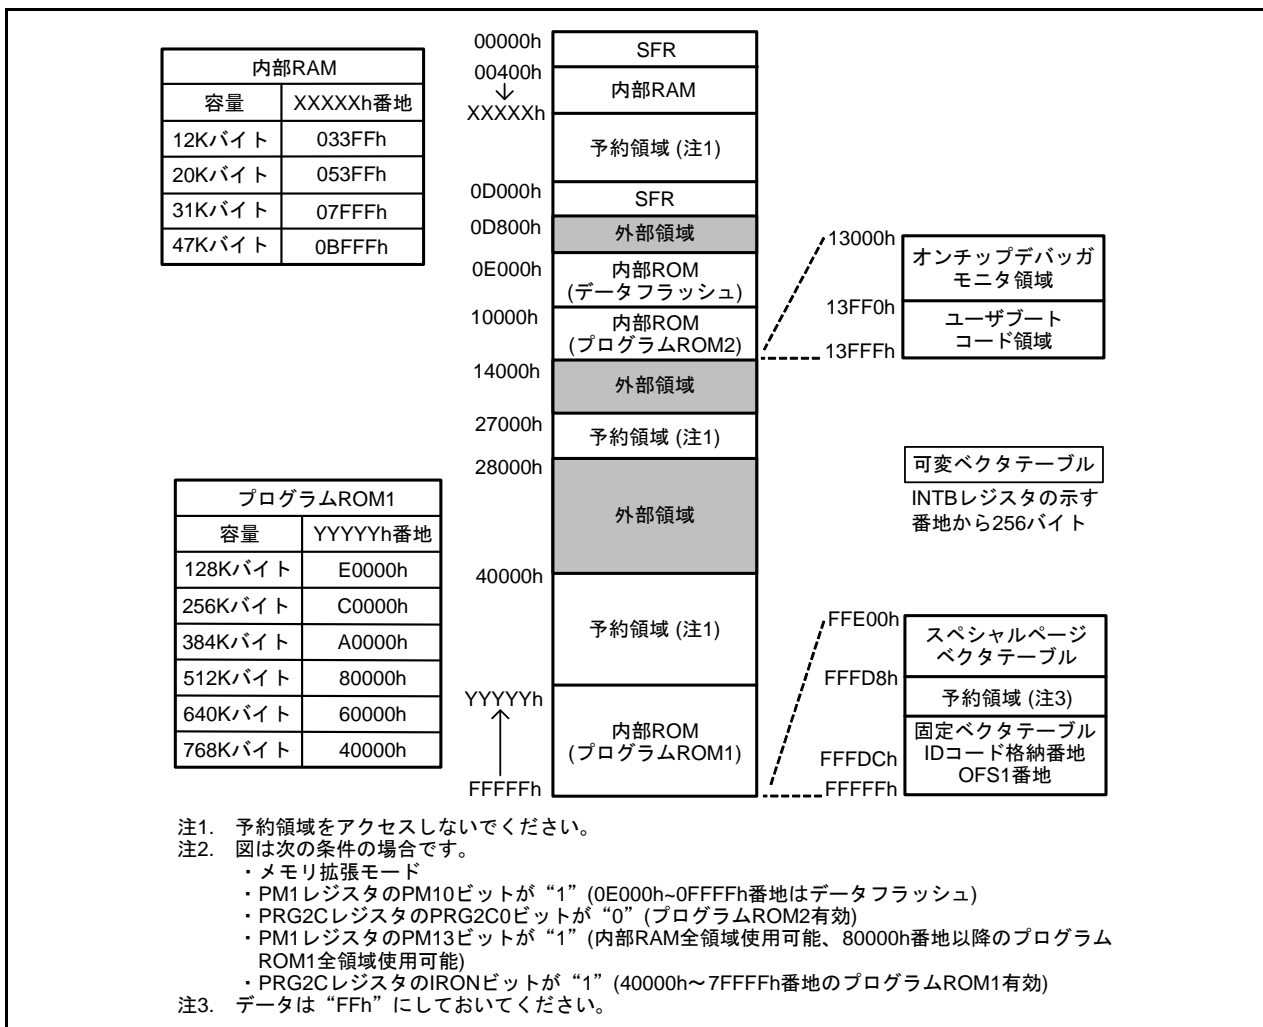 内部RAM
容量 XXXXXh番地
12Kバイト 033FFh
20Kバイト 053FFh
31Kバイト 07FFFh
47Kバイト 0BFFFh
プログラムROM1
容量 YYYYYh番地
128Kバイト E0000h
256Kバイト C0000h
384Kバイト A0000h
512Kバイト 80000h
640Kバイト 60000h
768Kバイト 40000h
00000h
SFR
00400h
↓
XXXXXh
内部RAM
予約領域 (注1)
0D000h
SFR
0D800h
外部領域
0E000h
内部ROM
(データフラッシュ)
10000h
内部ROM
(プログラムROM2)
14000h
外部領域
27000h
予約領域 (注1)
28000h
外部領域
40000h
予約領域 (注1)
YYYYYh
↑
内部ROM
(プログラムROM1)
FFFFFh
13000h
オンチップデバッガ
モニタ領域
13FF0h
ユーザブート
コード領域
13FFFh
可変ベクタテーブル
INTBレジスタの示す
番地から256バイト
FFE00h
スペシャルページ
ベクタテーブル
FFFD8h
予約領域 (注3)
FFFDCh
固定ベクタテーブル
IDコード格納番地
OFS1番地
FFFFFh
注1. 予約領域をアクセスしないでください。
注2. 図は次の条件の場合です。
・メモリ拡張モード
・PM1レジスタのPM10ビットが“1” (0E000h~0FFFFh番地はデータフラッシュ)
・PRG2CレジスタのPRG2C0ビットが“0” (プログラムROM2有効)
・PM1レジスタのPM13ビットが“1” (内部RAM全領域使用可能、80000h番地以降のプログラム
ROM1全領域使用可能)
・PRG2CレジスタのIRONビットが“1” (40000h～7FFFFh番地のプログラムROM1有効)
注3. データは“FFh” にしておいてください。